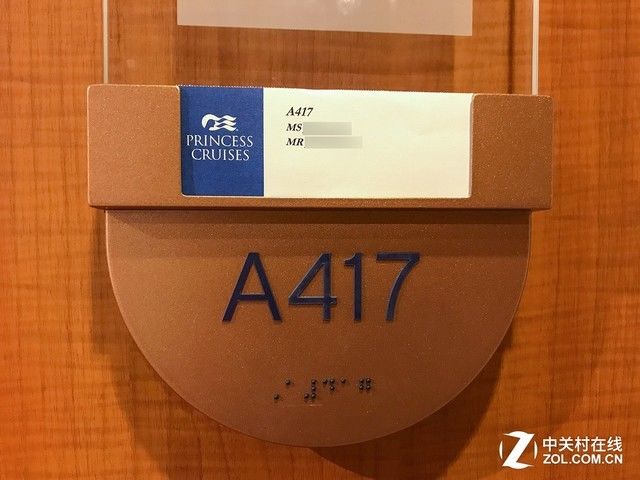 PRINCESS
CRUISES
A417
MS
MR
A417
中关村在线
ZOL.COM.CN